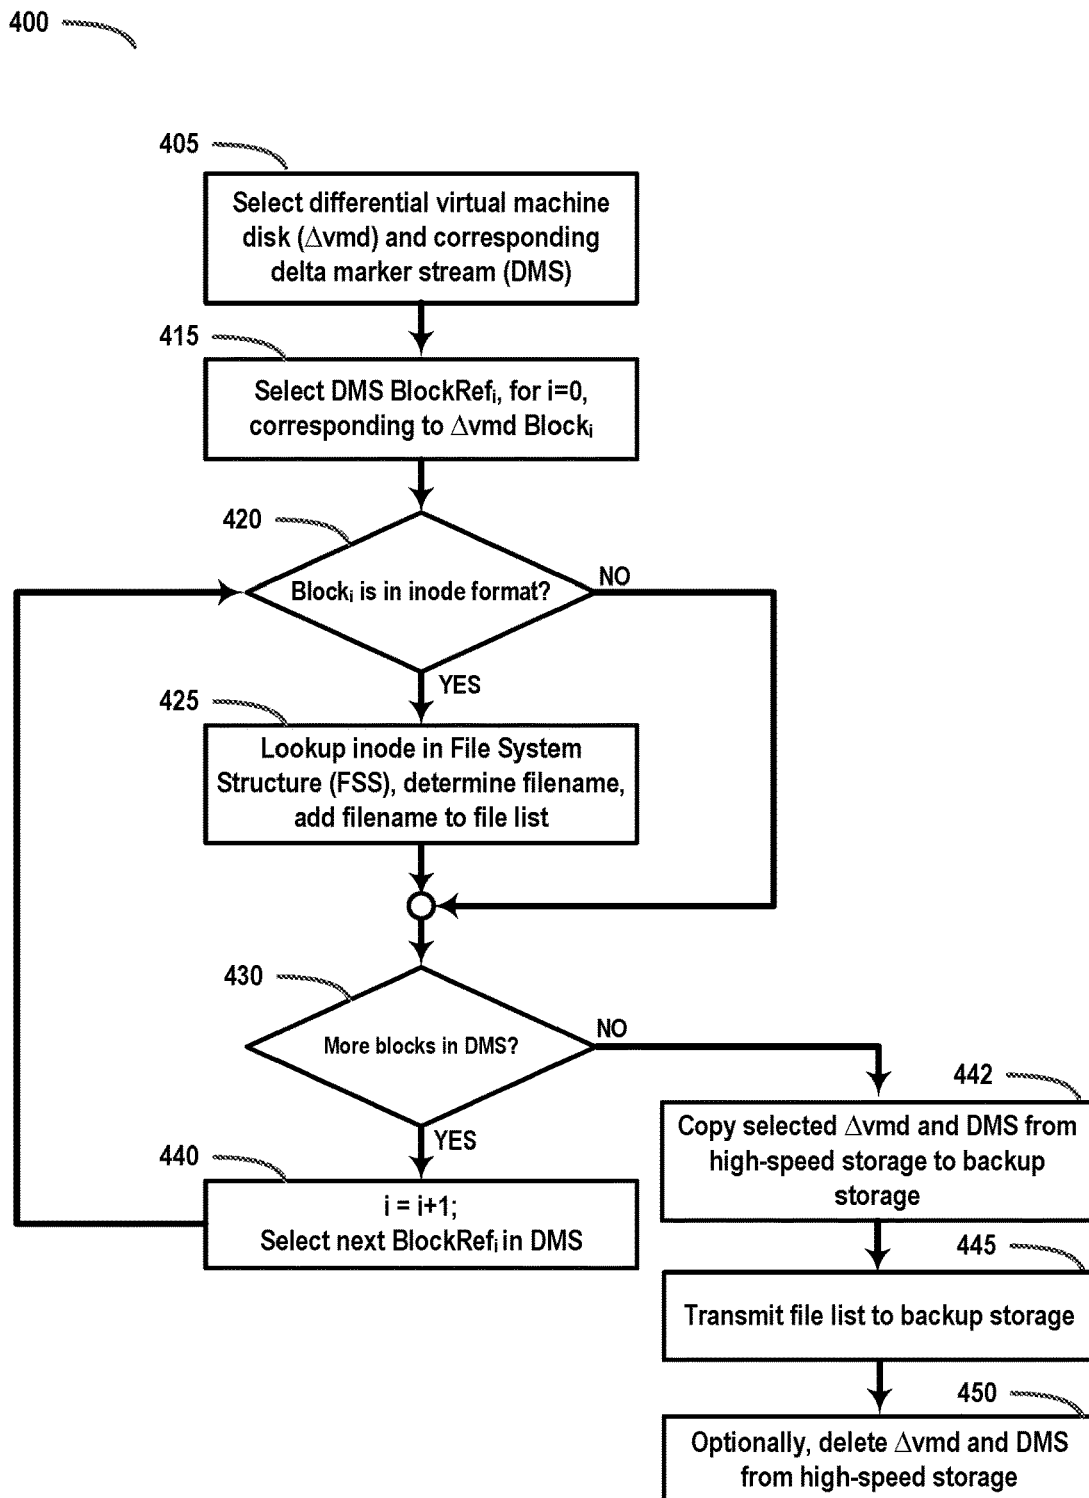 400
405
Select differential virtual machine
disk (∆vmd) and corresponding
delta marker stream (DMS)
415
Select DMS BlockRefᵢ, for i=0,
corresponding to ∆vmd Blockᵢ
420
Blockᵢ is in inode format?
NO
YES
425
Lookup inode in File System
Structure (FSS), determine filename,
add filename to file list
430
More blocks in DMS?
NO
YES
440
i = i+1;
Select next BlockRefᵢ in DMS
442
Copy selected ∆vmd and DMS from
high-speed storage to backup
storage
445
Transmit file list to backup storage
450
Optionally, delete ∆vmd and DMS
from high-speed storage